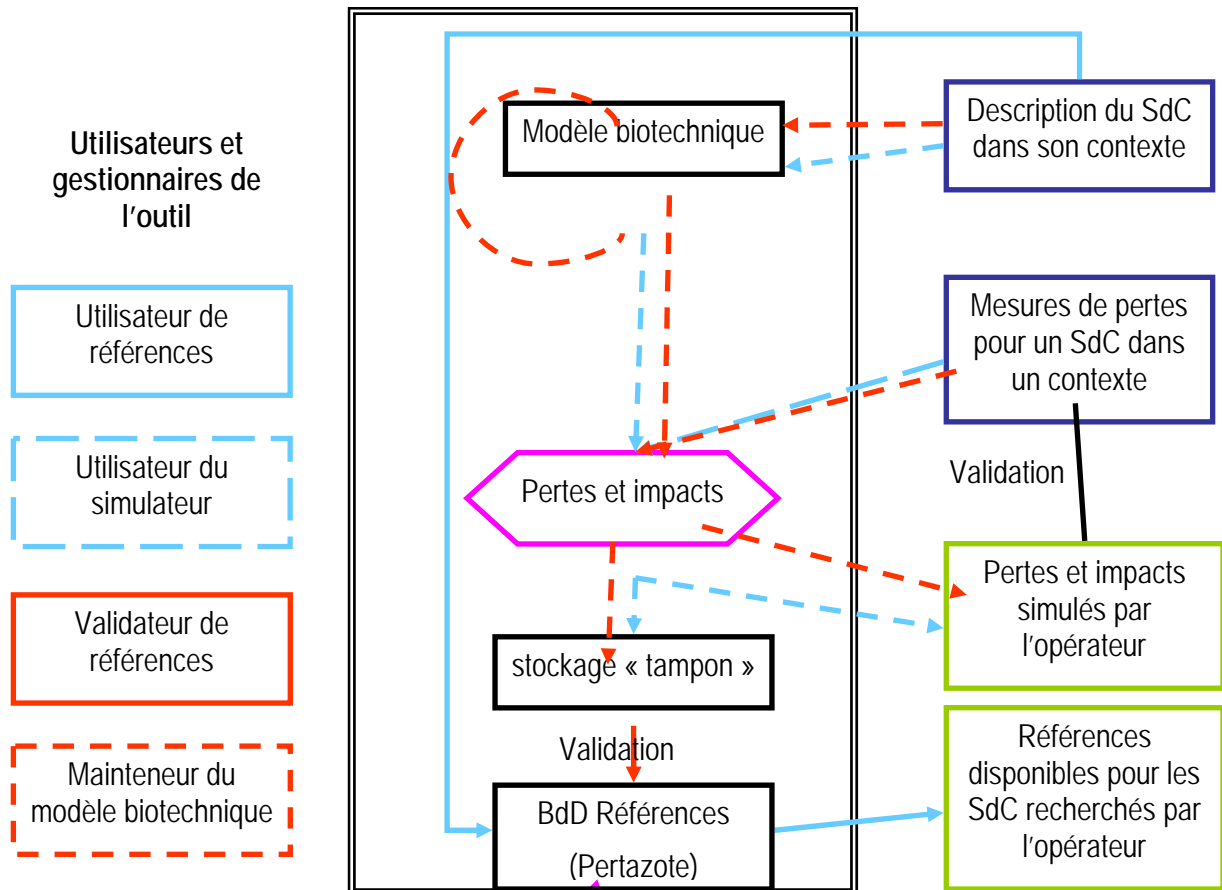 Utilisateurs et
gestionnaires de
l'outil
Utilisateur de
références
Utilisateur du
simulateur
Validateur de
références
Mainteneur du
modèle biotechnique
Modèle biotechnique
Pertes et impacts
stockage « tampon »
Validation
BdD Références
(Pertazote)
Description du SdC
dans son contexte
Mesures de pertes
pour un SdC dans
un contexte
Validation
Pertes et impacts
simulés par
l'opérateur
Références
disponibles pour les
SdC recherchés par
l'opérateur